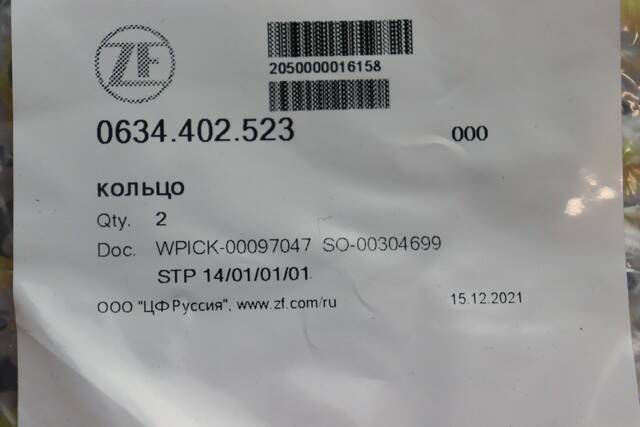 ZF
2050000016158
0634.402.523 000
кольцо
Qty. 2
Doc. WPICK-00097047 SO-00304699
STP 14/01/01/01
ООО "ЦФ Руссия", www.zf.com/ru 15.12.2021